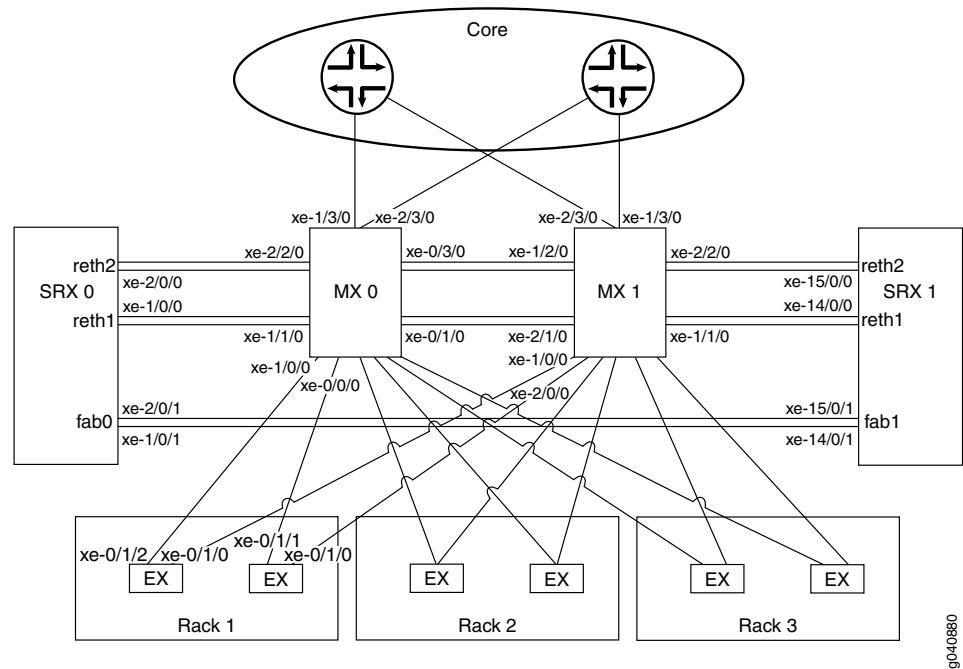 Core
xe-1/3/0 xe-2/3/0 xe-2/3/0 xe-1/3/0
xe-2/2/0 xe-0/3/0 xe-1/2/0 xe-2/2/0
reth2 reth2
xe-2/0/0 xe-15/0/0
SRX 0 MX 0 MX 1 SRX 1
xe-1/0/0 xe-14/0/0
reth1 reth1
xe-1/1/0 xe-0/1/0 xe-2/1/0 xe-1/1/0
xe-1/0/0 xe-1/0/0
xe-0/0/0 xe-2/0/0
xe-2/0/1 xe-15/0/1
fab0 fab1
xe-1/0/1 xe-14/0/1
xe-0/1/2 xe-0/1/0 xe-0/1/1 xe-0/1/0
EX EX EX EX EX EX
Rack 1 Rack 2 Rack 3
g040880